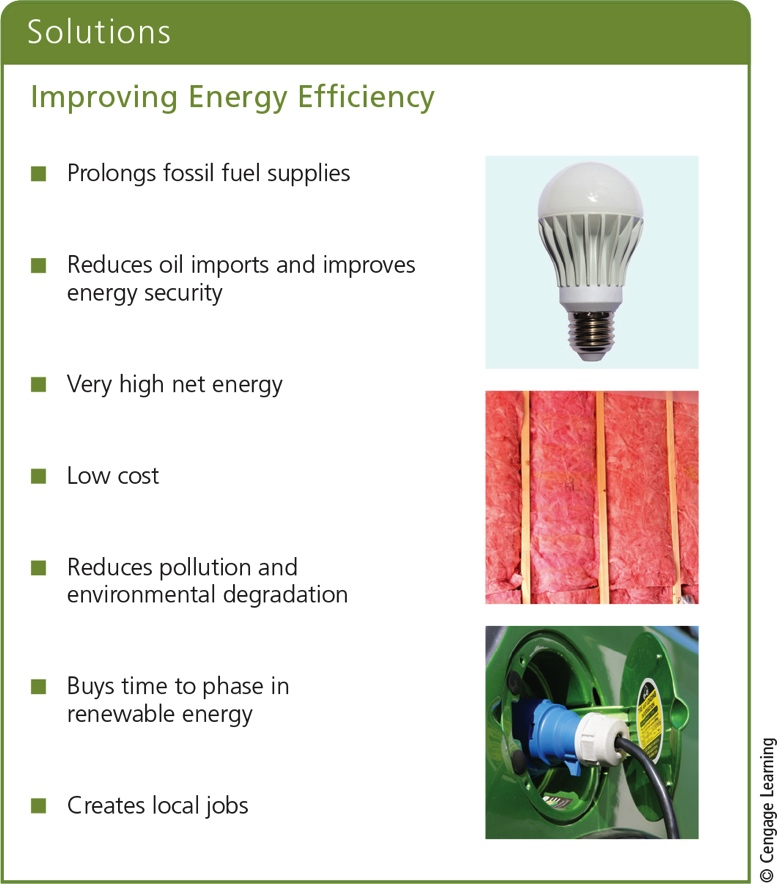 Solutions
Improving Energy Efficiency
Prolongs fossil fuel supplies
Reduces oil imports and improves
energy security
Very high net energy
Low cost
Reduces pollution and
environmental degradation
Buys time to phase in
renewable energy
Creates local jobs
© Cengage Learning